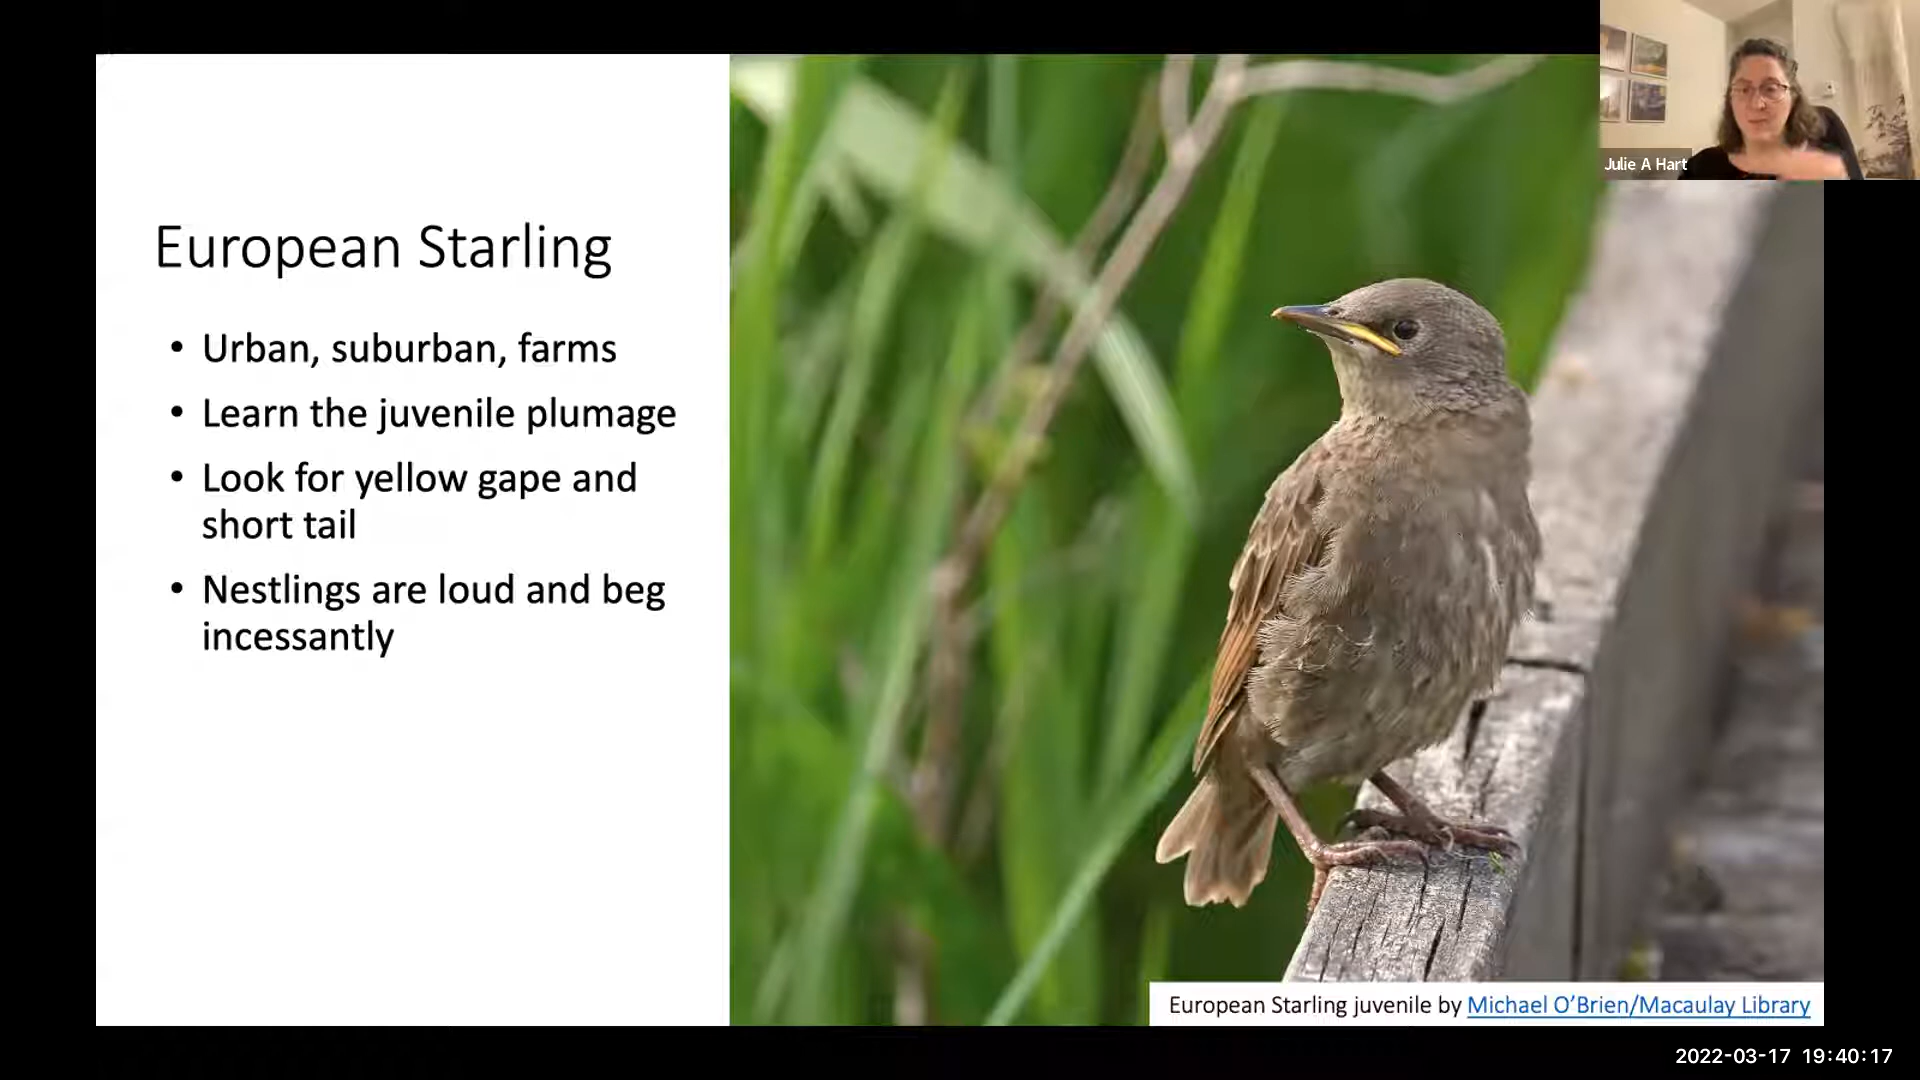 Julie A Hart
European Starling
• Urban, suburban, farms
• Learn the juvenile plumage
• Look for yellow gape and
short tail
• Nestlings are loud and beg
incessantly
European Starling juvenile by Michael O’Brien/Macaulay Library
2022-03-17 19:40:17